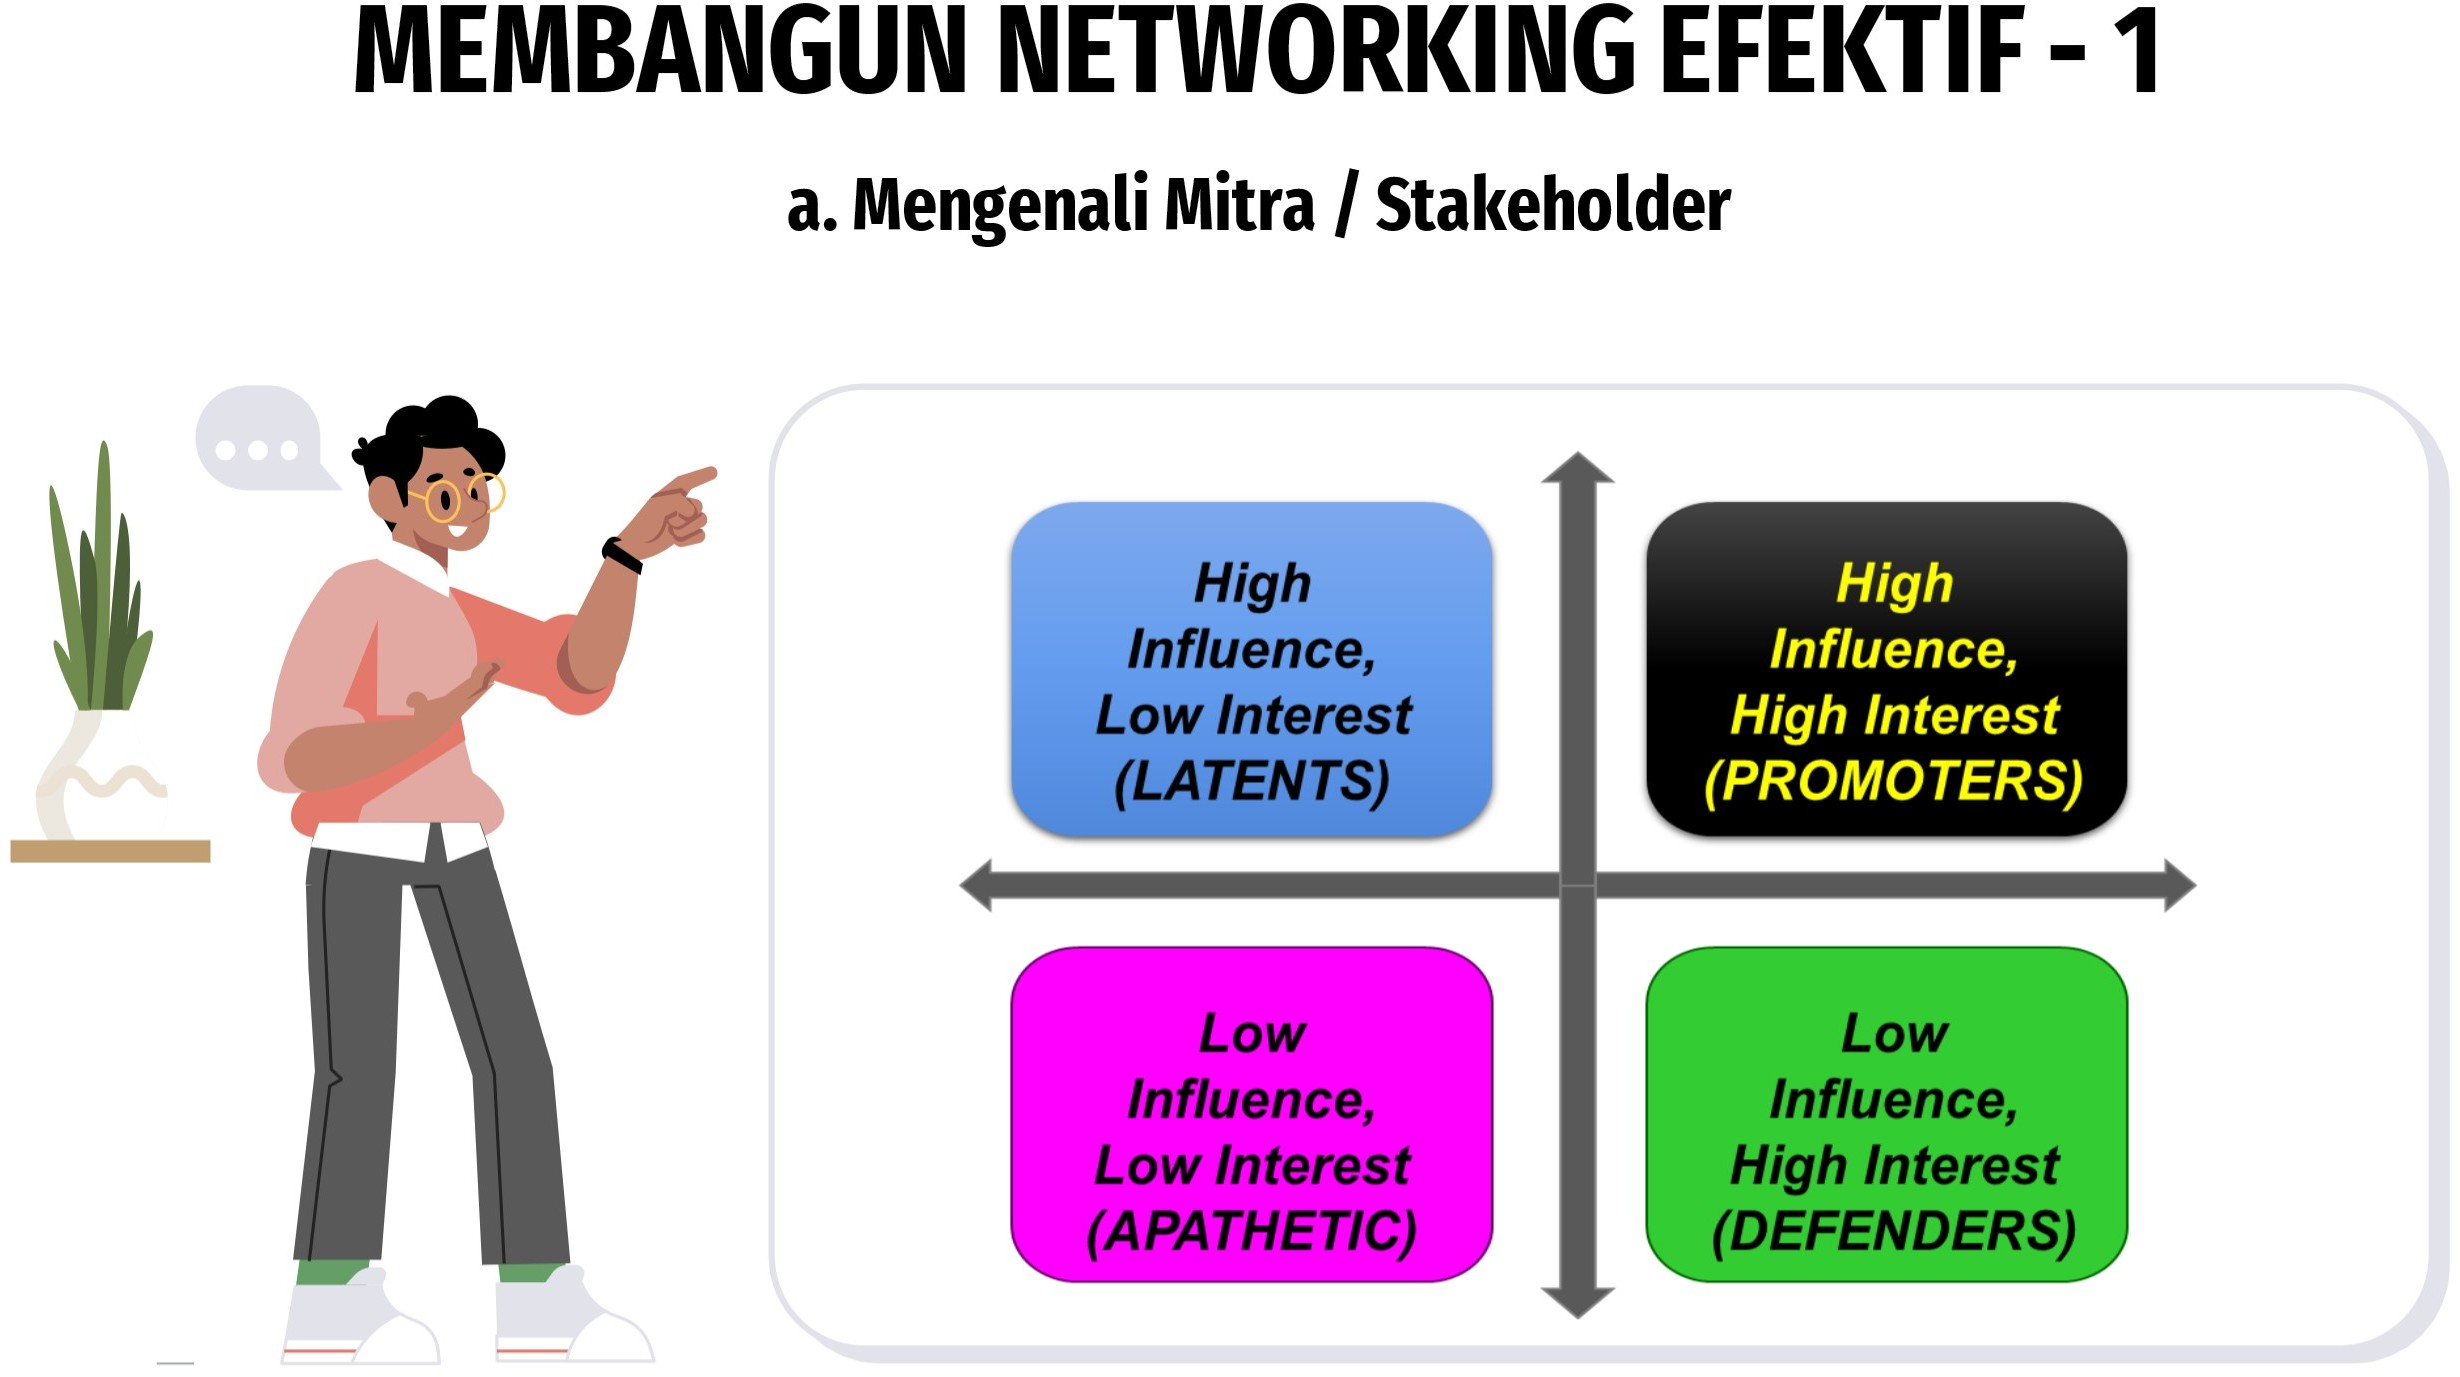 MEMBANGUN NETWORKING EFEKTIF - 1
a. Mengenali Mitra / Stakeholder
High
Influence,
Low Interest
(LATENTS)
High
Influence,
High Interest
(PROMOTERS)
Low
Influence,
Low Interest
(APATHETIC)
Low
Influence,
High Interest
(DEFENDERS)